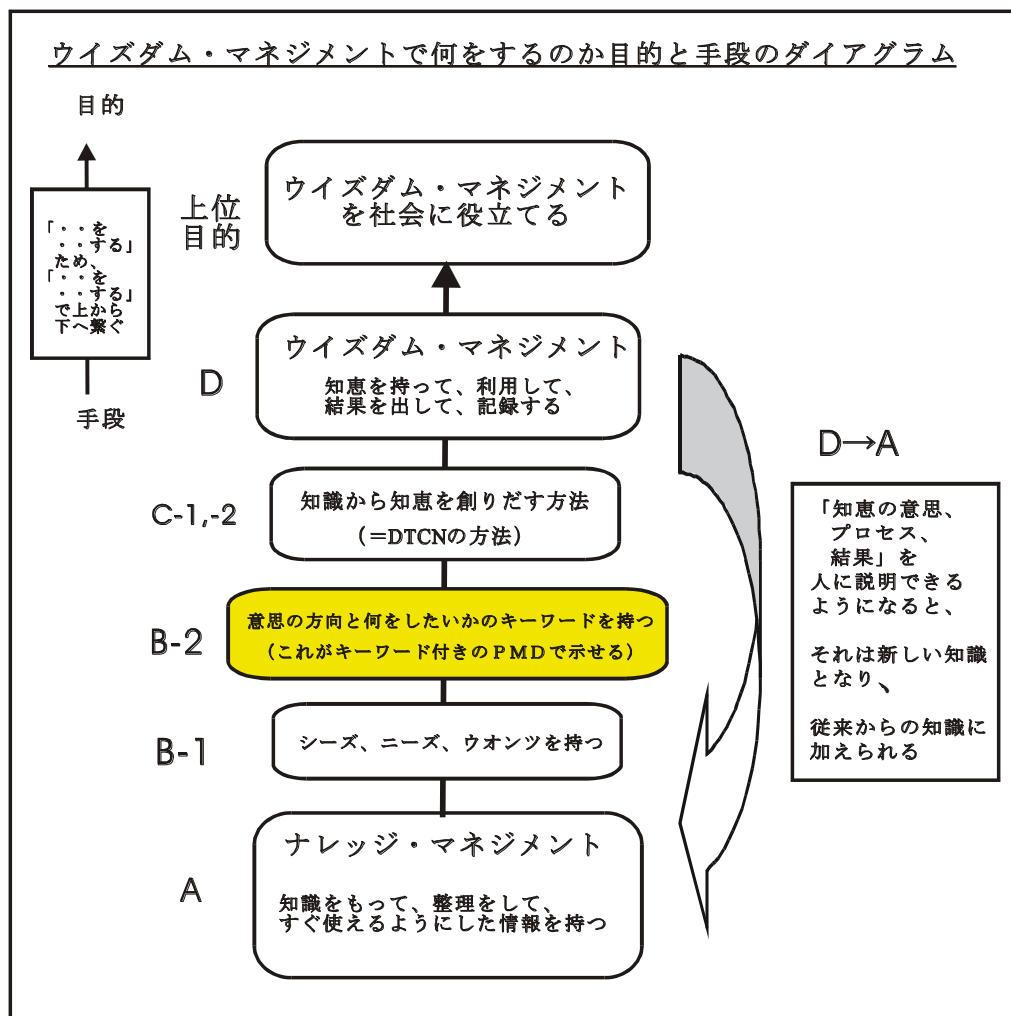 ウイズダム・マネジメントで何をするのか目的と手段のダイアグラム
目的
「・・を
・・する」
ため、
「・・を
・・する」
で上から
下へ繋ぐ
手段
上位
目的
ウイズダム・マネジメント
を社会に役立てる
D
ウイズダム・マネジメント
知恵を持って、利用して、
結果を出して、記録する
C-1,-2
知識から知恵を創りだす方法
（＝DTCNの方法）
B-2
意思の方向と何をしたいかのキーワードを持つ
（これがキーワード付きのＰＭＤで示せる）
B-1
シーズ、ニーズ、ウオンツを持つ
A
ナレッジ・マネジメント
知識をもって、整理をして、
すぐ使えるようにした情報を持つ
D→A
「知恵の意思、
プロセス、
結果」を
人に説明できる
ようになると、
それは新しい知識
となり、
従来からの知識に
加えられる